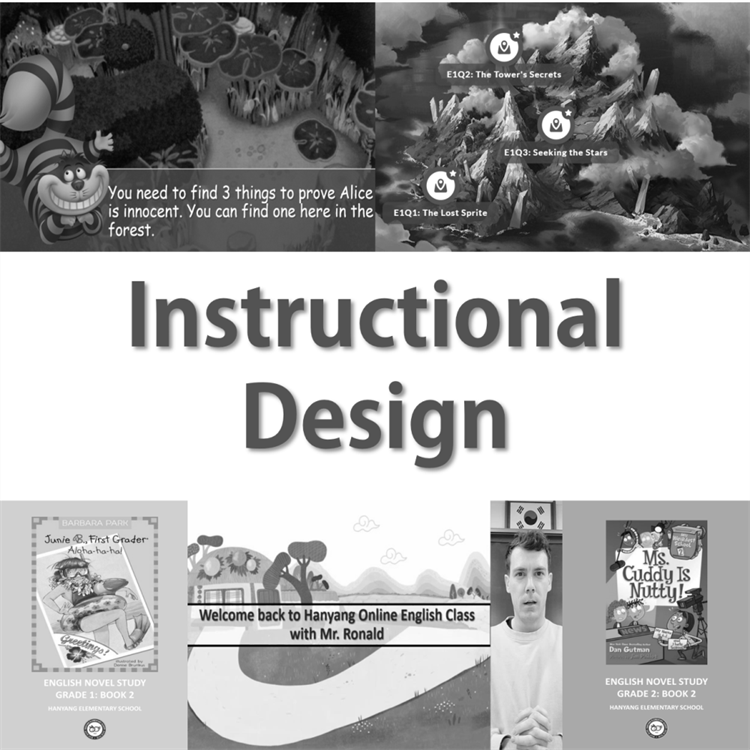 E1Q2: The Tower's Secrets
E1Q3: Seeking the Stars
E1Q1: The Lost Sprite
You need to find 3 things to prove Alice
is innocent. You can find one here in the
forest.
Instructional
Design
BARBARA PARK
Junie B., First Grader
Aloha-ha-ha!
Greetings!
ENGLISH NOVEL STUDY
GRADE 1: BOOK 2
HANYANG ELEMENTARY SCHOOL
Welcome back to Hanyang Online English Class
with Mr. Ronald
Ms.
Cuddy Is
Nutty!
Dan Gutman
ENGLISH NOVEL STUDY
GRADE 2: BOOK 2
HANYANG ELEMENTARY SCHOOL